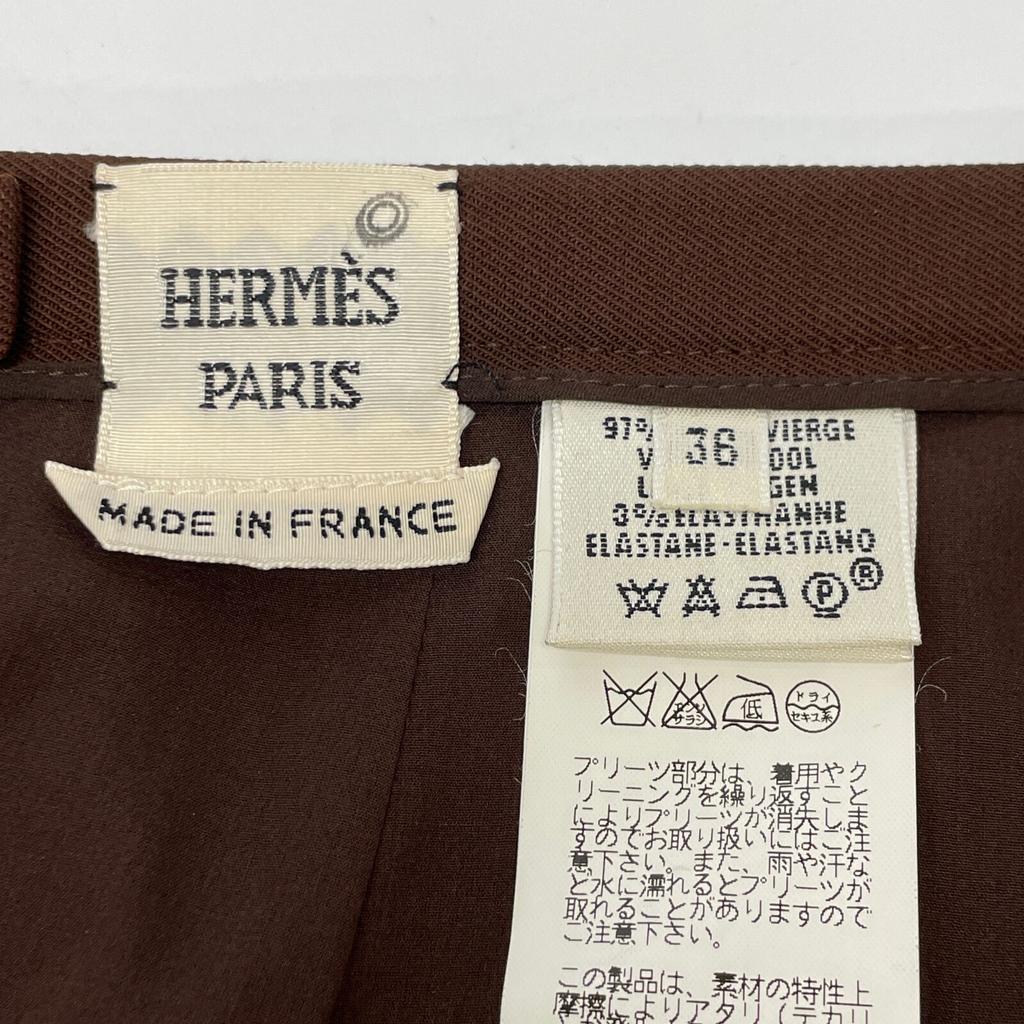 HERMÈS
PARIS
MADE IN FRANCE
97% VIERGE
36
3% ELASTHANNE
ELASTANE-ELASTANO
P ®
エンソ
サラシ
低
ドライ
セキユ系
プリーツ部分は、着用やク
リーニングを繰り返すこと
によりプリーツが消失しま
すのでお取り扱いにはご注
意下さい。また、雨や汗な
ど水に濡れるとプリーツが
取れることがありますので
ご注意下さい。
この製品は、素材の特性上
摩擦によりアタリ(テカリ